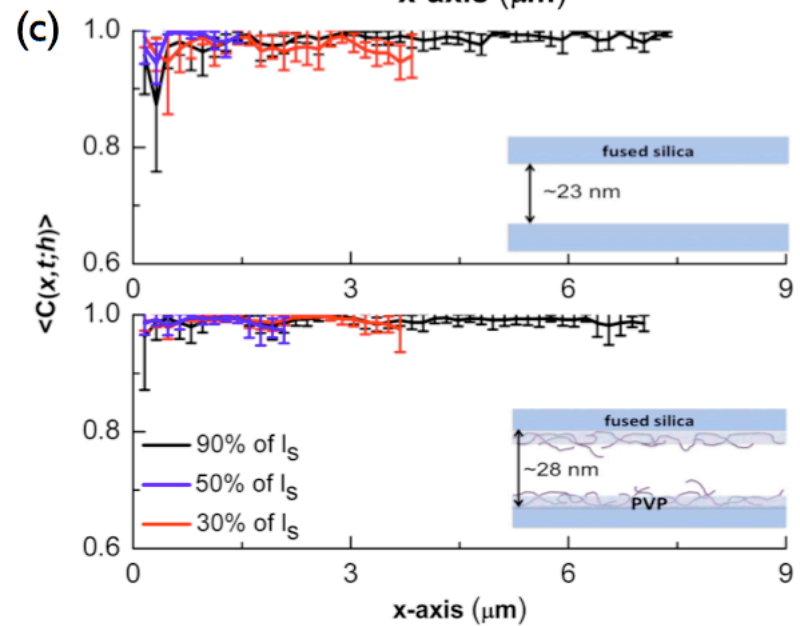 x-axis (μm)
(c)
1.0
0.8
0.6
fused silica
~23 nm
0 3 6 9
<C(x,t;h)>
1.0
0.8
0.6
fused silica
~28 nm
PVP
90% of Is
50% of Is
30% of Is
0 3 6 9
x-axis (μm)